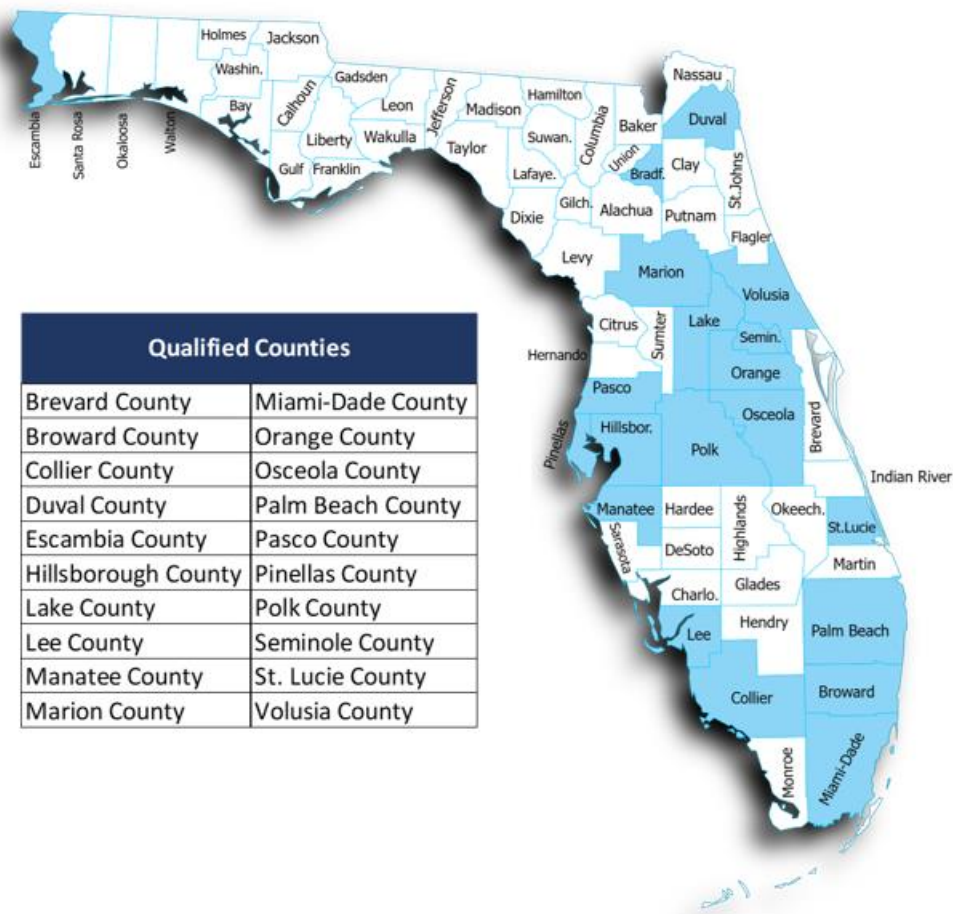 Holmes
Jackson
Washin.
Gadsden
Calhoun
Bay
Leon
Jefferson
Madison
Hamilton
Liberty
Wakulla
Taylor
Suwan.
Columbia
Baker
Nassau
Duval
Gulf
Franklin
Lafaye.
Union
Bradf.
Clay
St.Johns
Escambia
Santa Rosa
Okaloosa
Walton
Dixie
Gilch.
Alachua
Putnam
Flagler
Levy
Marion
Volusia
Citrus
Sumter
Lake
Semin.
Hernando
Orange
Pasco
Osceola
Brevard
Pinellas
Hillsbor.
Polk
Indian River
Manatee
Hardee
Highlands
Okeech.
St.Lucie
Sarasota
DeSoto
Martin
Charlo.
Glades
Lee
Hendry
Palm Beach
Collier
Broward
Monroe
Miami-Dade
Qualified Counties
Brevard County Miami-Dade County
Broward County Orange County
Collier County Osceola County
Duval County Palm Beach County
Escambia County Pasco County
Hillsborough County Pinellas County
Lake County Polk County
Lee County Seminole County
Manatee County St. Lucie County
Marion County Volusia County